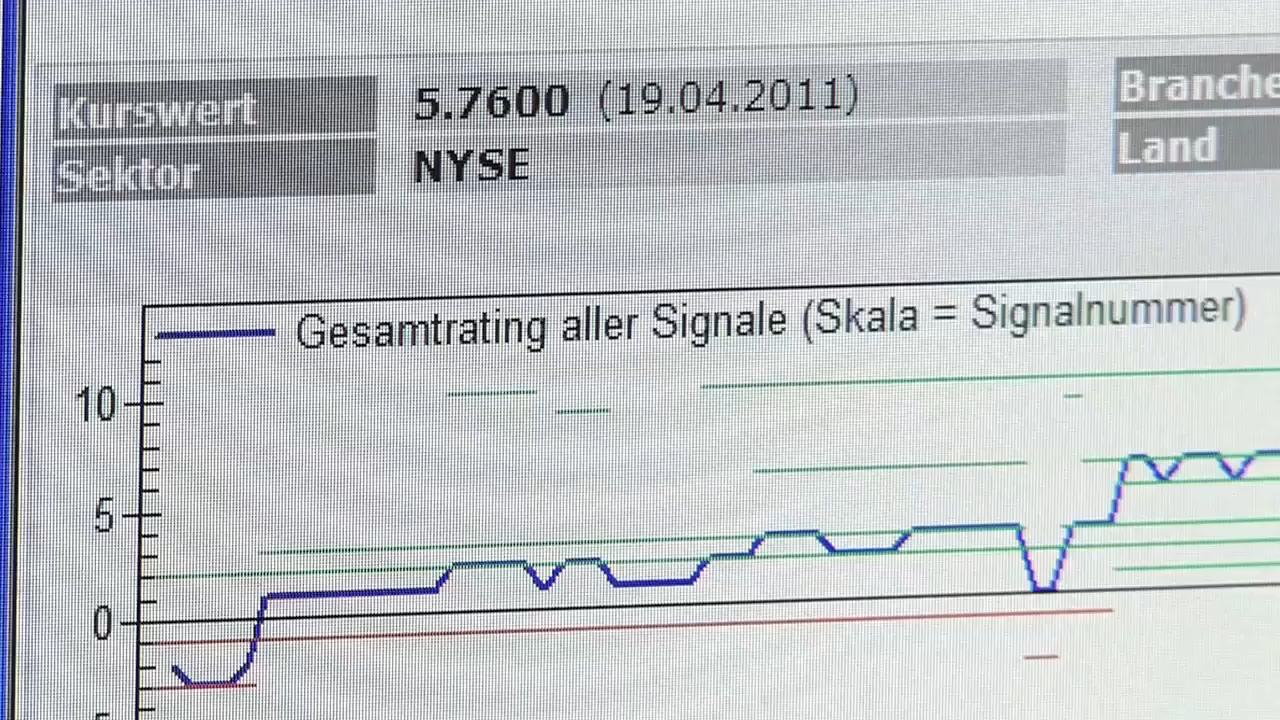 Kurswert 5.7600 (19.04.2011) Branche
Sektor NYSE Land
Gesamtrating aller Signale (Skala = Signalnummer)
10
5
0